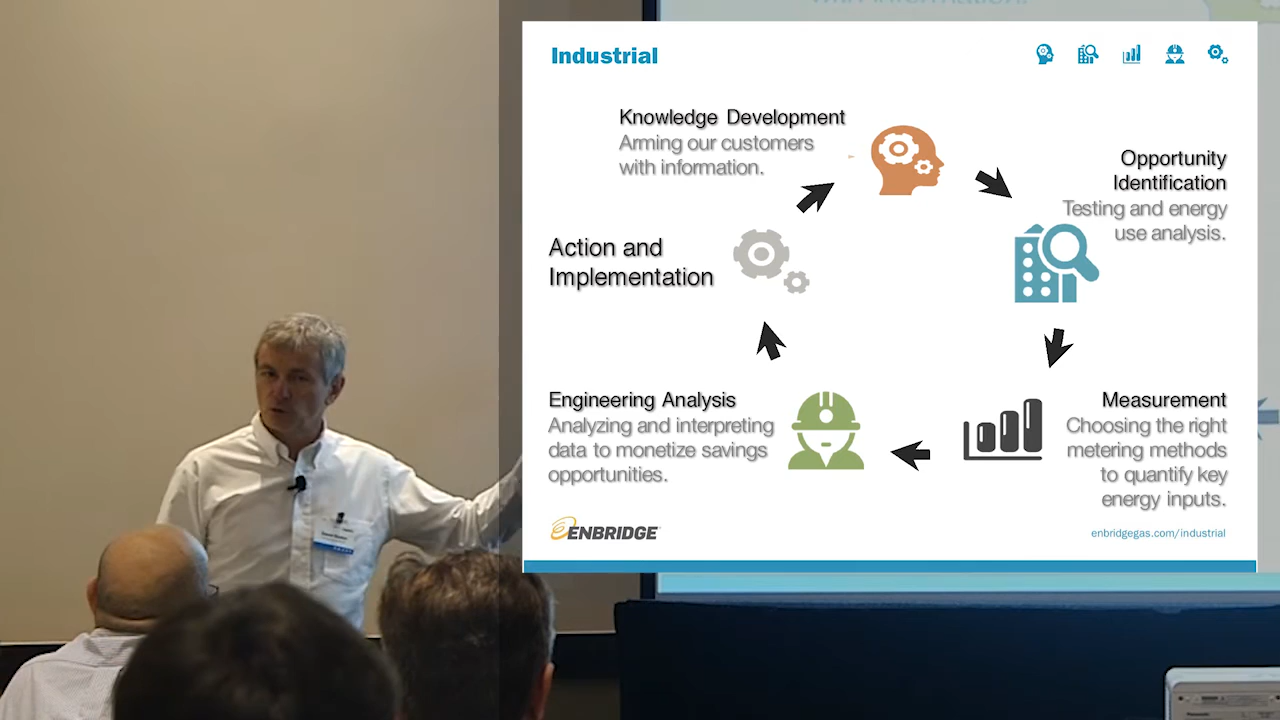 Industrial
Knowledge Development
Arming our customers
with information.
Opportunity
Identification
Testing and energy
use analysis.
Action and
Implementation
Engineering Analysis
Analyzing and interpreting
data to monetize savings
opportunities.
Measurement
Choosing the right
metering methods
to quantify key
energy inputs.
ENBRIDGE
enbridgegas.com/industrial